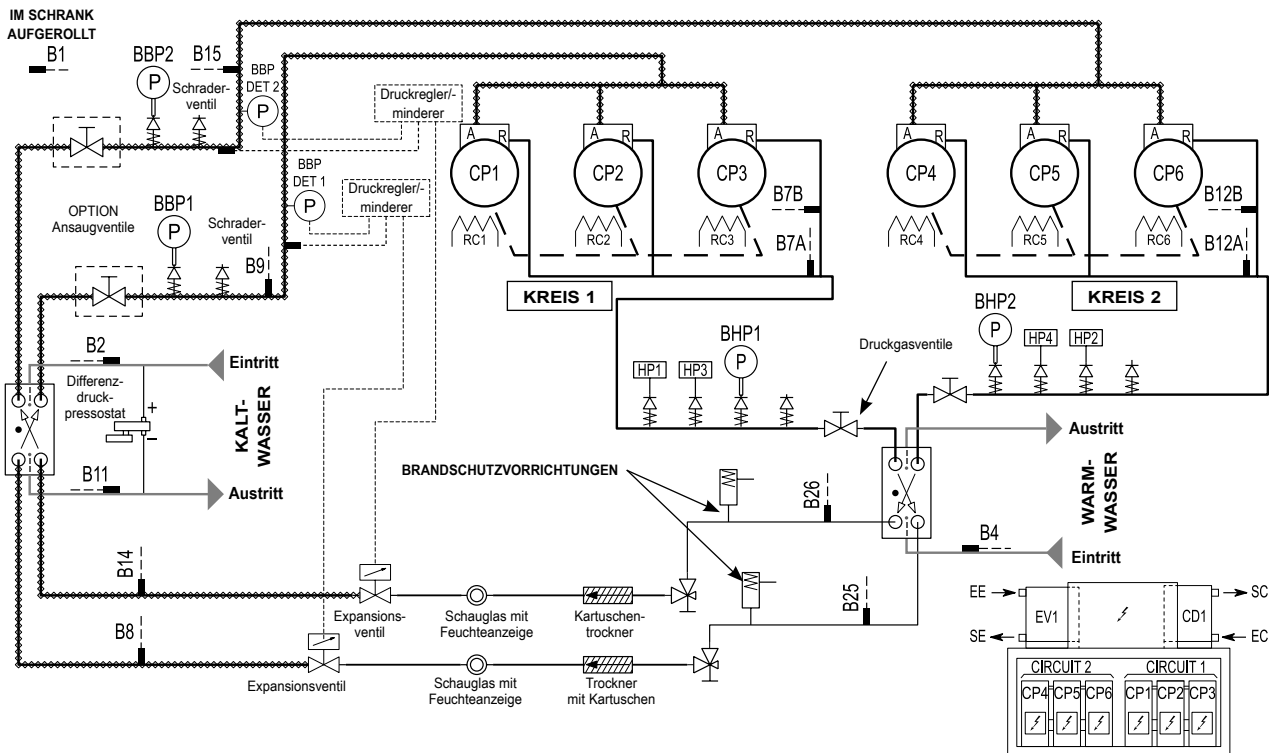 IM SCHRANK
AUFGEROLLT
B1
BBP2
B15
BBP
DET 2
P
Schrader-
ventil
P
Druckregler/-
minderer
A
R
CP1
A
R
CP2
A
R
CP3
A
R
CP4
A
R
CP5
A
R
CP6
BBP
DET 1
P
Druckregler/-
minderer
OPTION
Ansaugventile
BBP1
P
Schrader-
ventil
B9
RC1
RC2
RC3
B7B
B7A
RC4
RC5
RC6
B12B
B12A
KREIS 1
KREIS 2
B2
Eintritt
Differenz-
druck-
pressostat
+
−
KALT-
WASSER
B11
Austritt
HP1
HP3
BHP1
P
Druckgasventile
BHP2
P
HP4
HP2
Austritt
WARM-
WASSER
B4
Eintritt
BRANDSCHUTZVORRICHTUNGEN
B26
B25
B14
Expansions-
ventil
Schauglas mit
Feuchteanzeige
Kartuschen-
trockner
B8
Expansionsventil
Schauglas mit
Feuchteanzeige
Trockner
mit Kartuschen
EE
SE
EV1
CD1
SC
EC
CIRCUIT 2
CIRCUIT 1
CP4
CP5
CP6
CP1
CP2
CP3